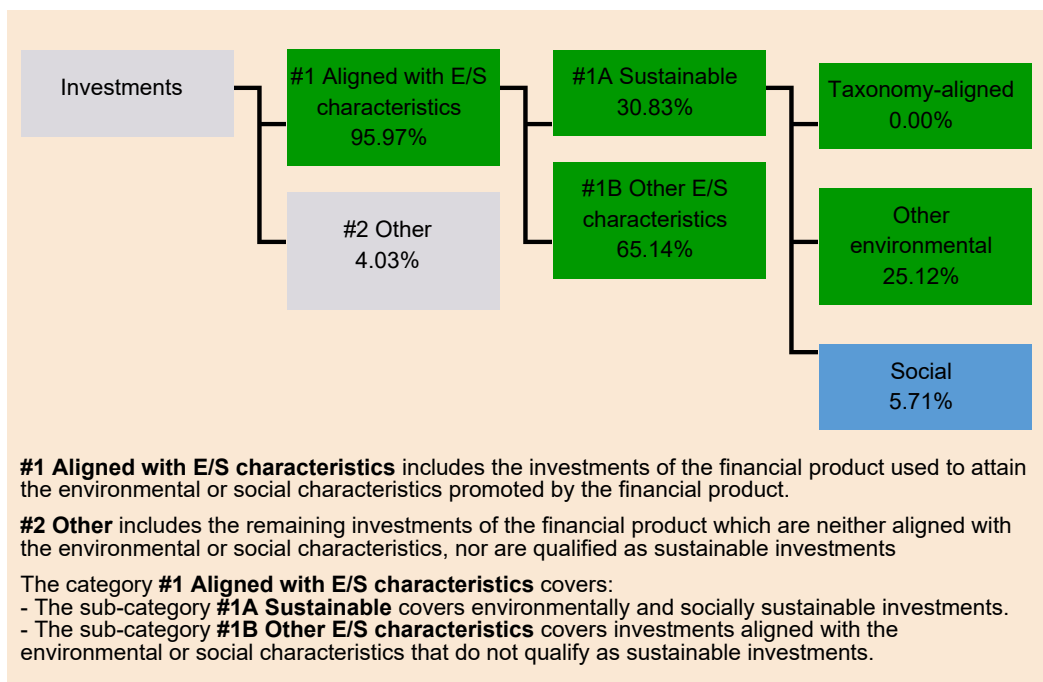 Investments
#1 Aligned with E/S
characteristics
95.97%
#2 Other
4.03%
#1A Sustainable
30.83%
#1B Other E/S
characteristics
65.14%
Taxonomy-aligned
0.00%
Other
environmental
25.12%
Social
5.71%
#1 Aligned with E/S characteristics includes the investments of the financial product used to attain
the environmental or social characteristics promoted by the financial product.
#2 Other includes the remaining investments of the financial product which are neither aligned with
the environmental or social characteristics, nor are qualified as sustainable investments
The category #1 Aligned with E/S characteristics covers:
- The sub-category #1A Sustainable covers environmentally and socially sustainable investments.
- The sub-category #1B Other E/S characteristics covers investments aligned with the
environmental or social characteristics that do not qualify as sustainable investments.